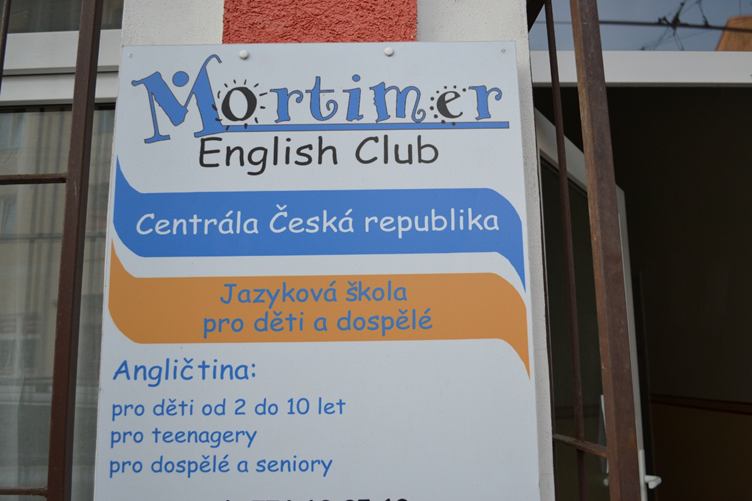 Mortimer
English Club
Centrála Česká republika
Jazyková škola
pro děti a dospělé
Angličtina:
pro děti od 2 do 10 let
pro teenagery
pro dospělé a seniory